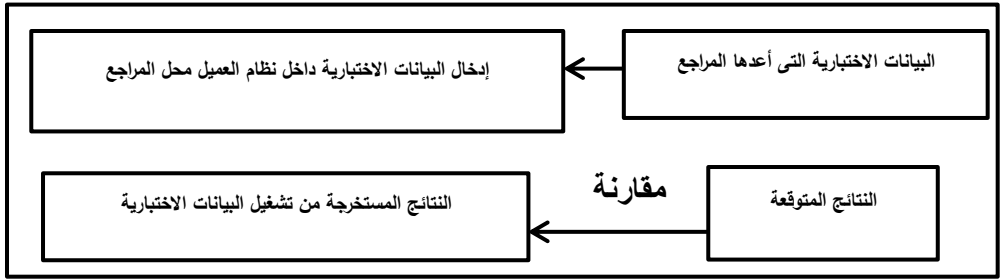 البيانات الاختبارية التى أعدها المراجع
إدخال البيانات الاختبارية داخل نظام العميل محل المراجع
النتائج المتوقعة
مقارنة
النتائج المستخرجة من تشغيل البيانات الاختبارية